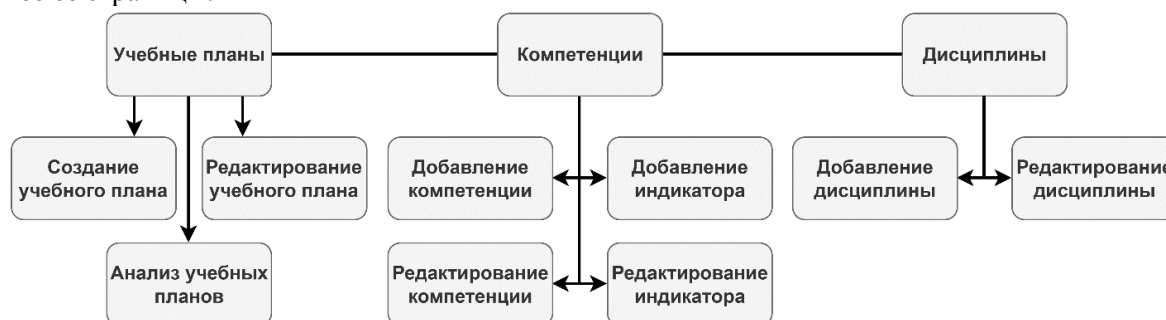 Учебные планы
Компетенции
Дисциплины
Создание
учебного плана
Редактирование
учебного плана
Добавление
компетенции
Добавление
индикатора
Добавление
дисциплины
Редактирование
дисциплины
Анализ учебных
планов
Редактирование
компетенции
Редактирование
индикатора